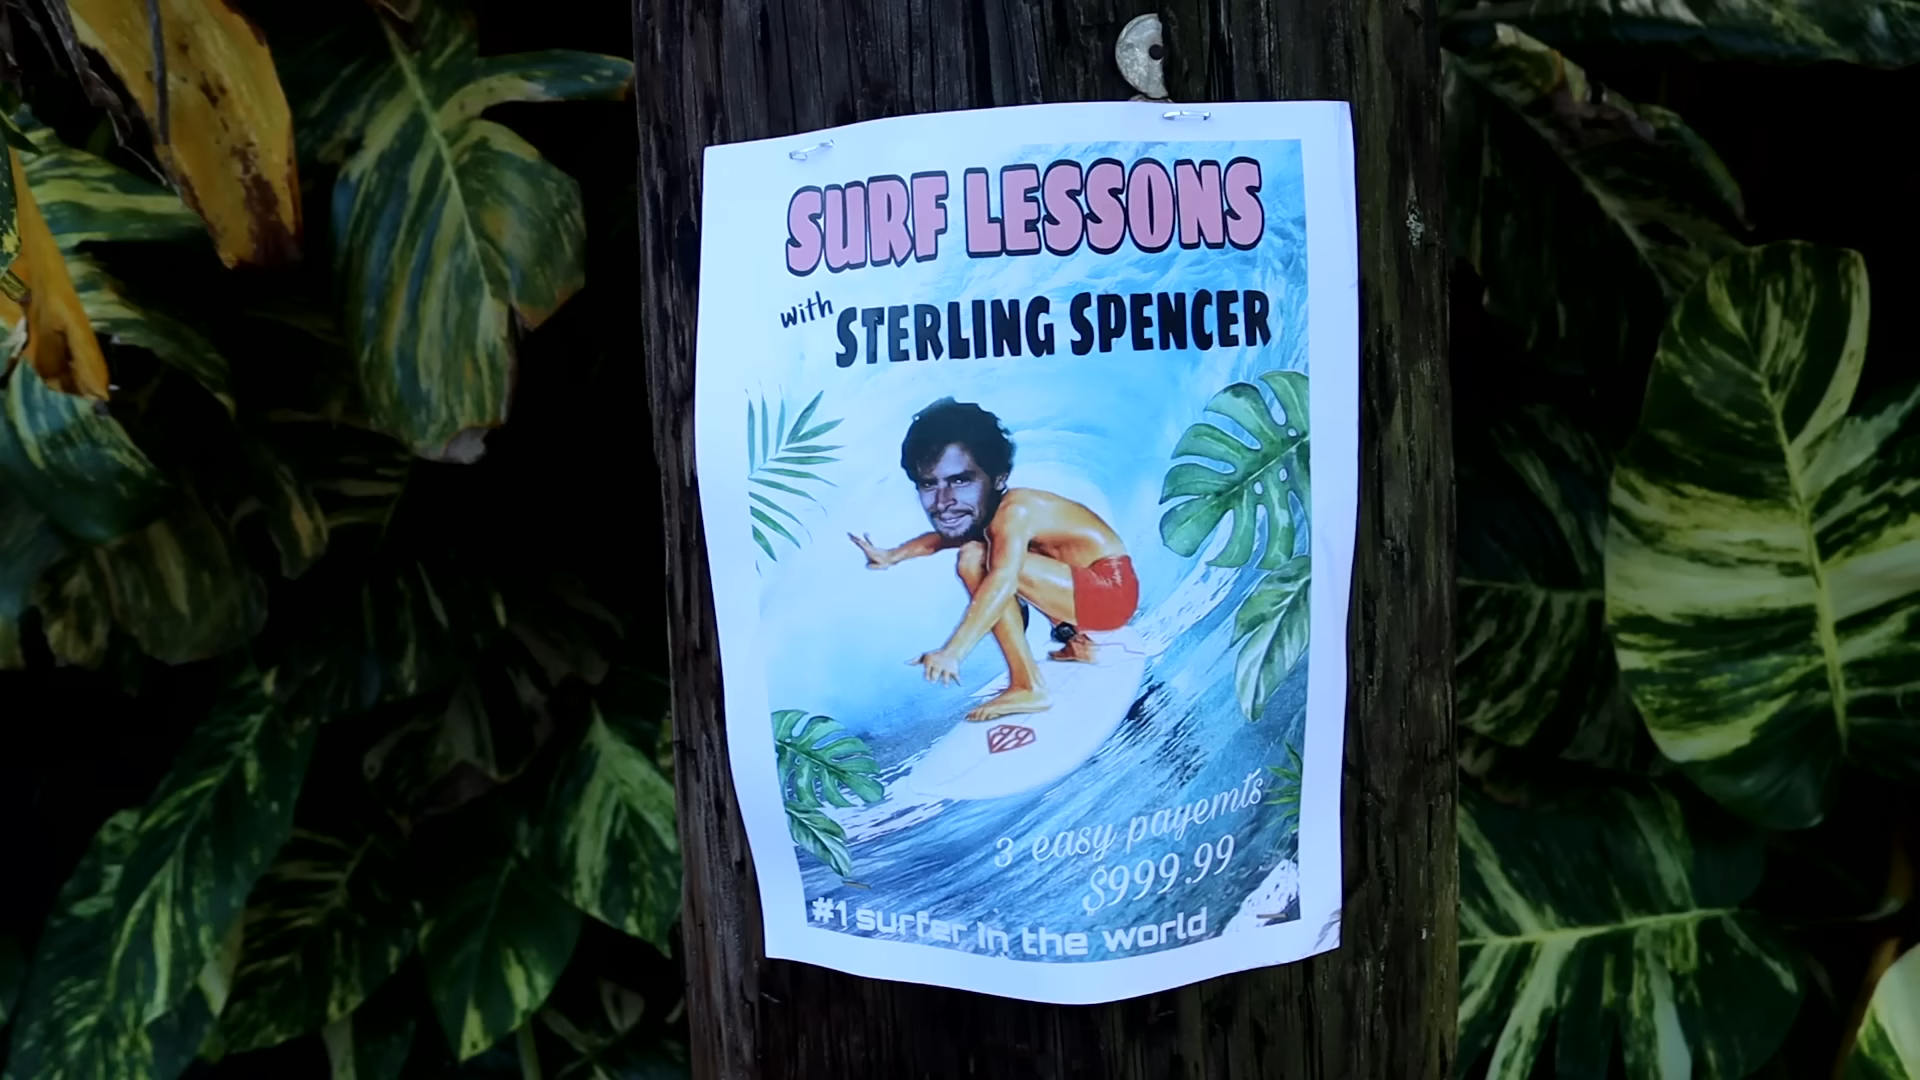 SURF LESSONS
with STERLING SPENCER
3 easy payemts
$999.99
#1 surfer in the world